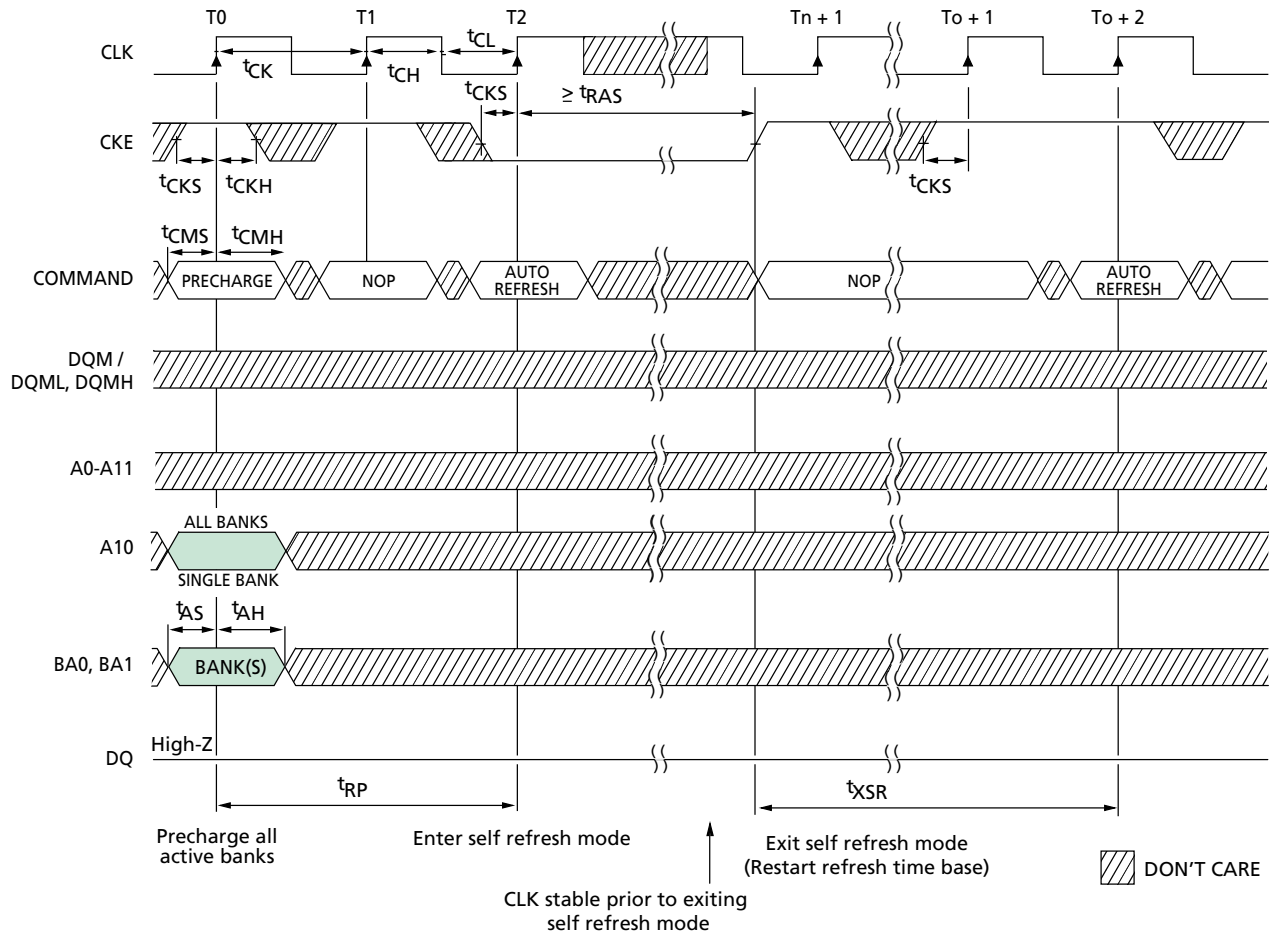 T0 T1 T2 Tn + 1 To + 1 To + 2
CLK
tCK tCH tCL
tCKS ≥ tRAS
CKE
tCKS tCKH tCKS
tCMS tCMH
COMMAND PRECHARGE NOP AUTO REFRESH NOP AUTO REFRESH
DQM /
DQML, DQMH
A0-A11
ALL BANKS
A10
SINGLE BANK
tAS tAH
BA0, BA1 BANK(S)
High-Z
DQ
tRP tXSR
Precharge all
active banks
Enter self refresh mode
CLK stable prior to exiting
self refresh mode
Exit self refresh mode
(Restart refresh time base)
DON'T CARE